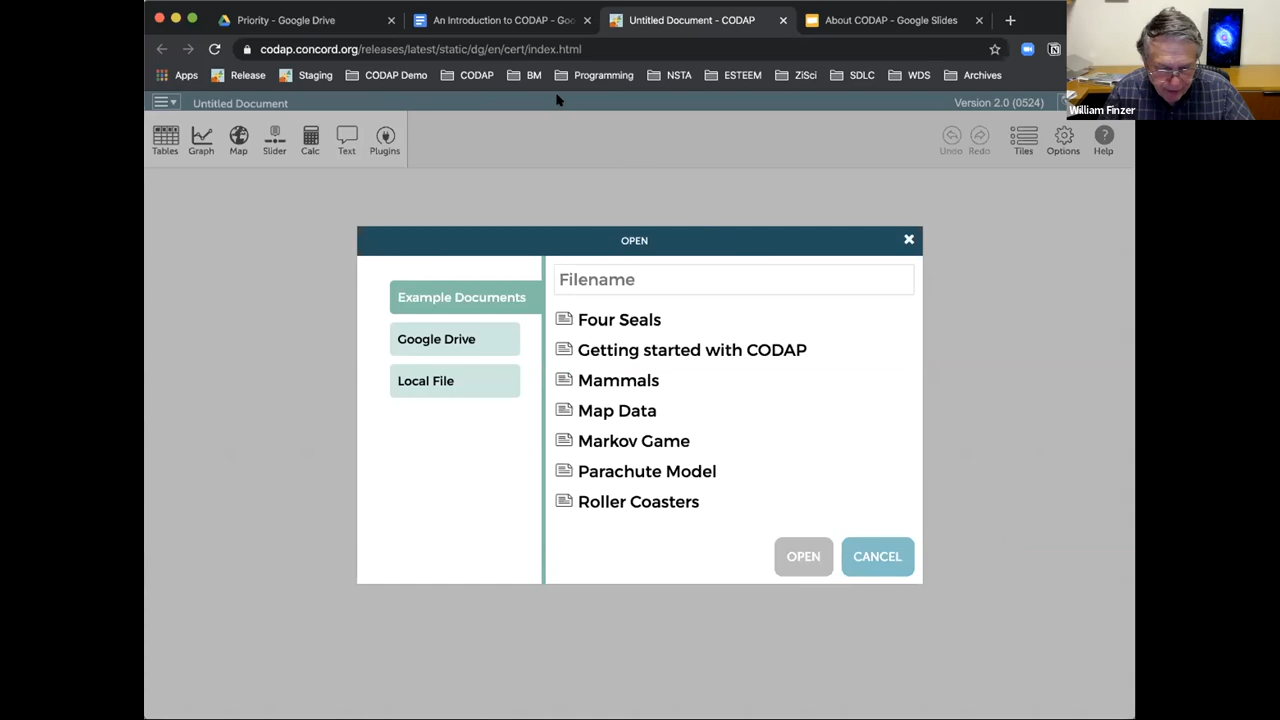 Priority - Google Drive
An Introduction to CODAP - Goo
Untitled Document - CODAP
About CODAP - Google Slides
codap.concord.org/releases/latest/static/dg/en/cert/index.html
Apps Release Staging CODAP Demo CODAP BM Programming NSTA ESTEEM ZiSci SDLC WDS Archives
William Finzer
Untitled Document
Version 2.0 (0524)
Tables Graph Map Slider Calc Text Plugins Undo Redo Tiles Options Help
OPEN
Example Documents
Google Drive
Local File
Filename
Four Seals
Getting started with CODAP
Mammals
Map Data
Markov Game
Parachute Model
Roller Coasters
OPEN CANCEL